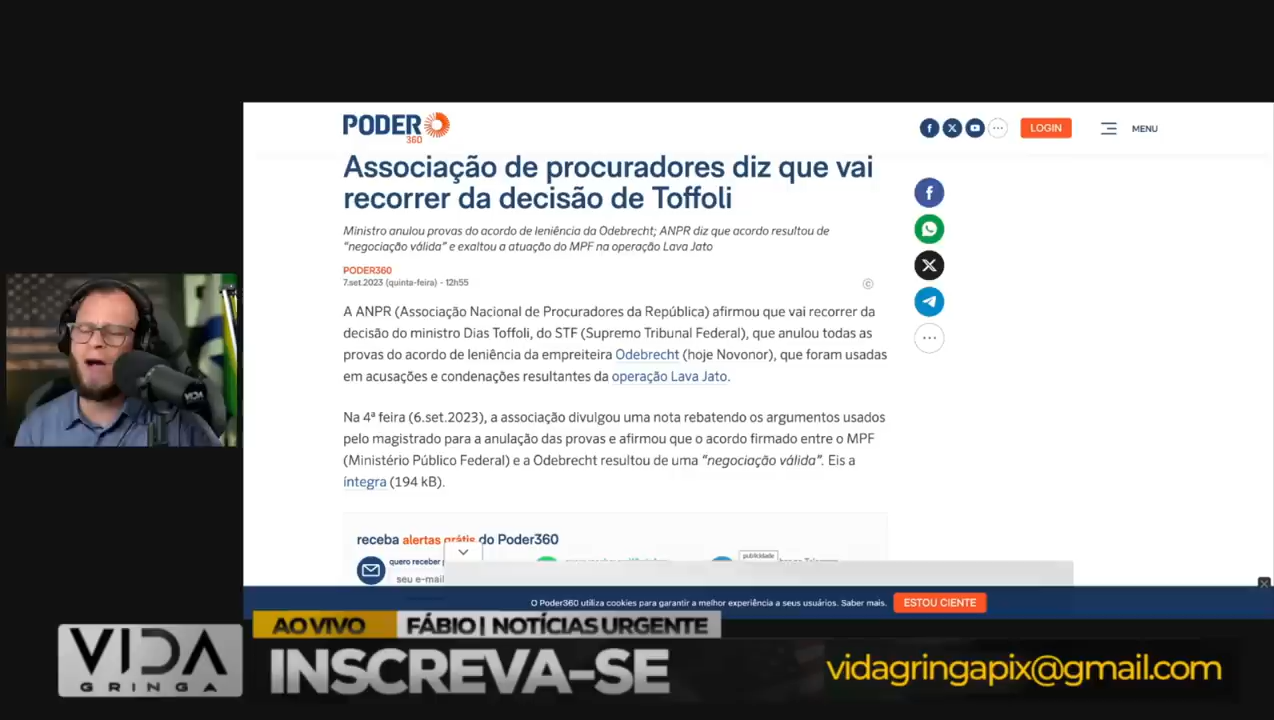 PODER
360
LOGIN
MENU
Associação de procuradores diz que vai
recorrer da decisão de Toffoli
Ministro anulou provas do acordo de leniência da Odebrecht; ANPR diz que acordo resultou de
“negociação válida” e exaltou a atuação do MPF na operação Lava Jato
PODER360
7.set.2023 (quinta-feira) - 12h55
A ANPR (Associação Nacional de Procuradores da República) afirmou que vai recorrer da
decisão do ministro Dias Toffoli, do STF (Supremo Tribunal Federal), que anulou todas as
provas do acordo de leniência da empreiteira Odebrecht (hoje Novonor), que foram usadas
em acusações e condenações resultantes da operação Lava Jato.
Na 4ª feira (6.set.2023), a associação divulgou uma nota rebatendo os argumentos usados
pelo magistrado para a anulação das provas e afirmou que o acordo firmado entre o MPF
(Ministério Público Federal) e a Odebrecht resultou de uma “negociação válida”. Eis a
íntegra (194 kB).
receba alertas grátis do Poder360
quero receber
publicidade
seu e-mail
O Poder360 utiliza cookies para garantir a melhor experiência a seus usuários. Saber mais.
ESTOU CIENTE
AO VIVO
FÁBIO | NOTÍCIAS URGENTE
VIDA
GRINGA
INSCREVA-SE
vidagringapix@gmail.com